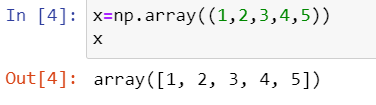 In [4]: x=np.array((1,2,3,4,5))
x
Out[4]: array([1, 2, 3, 4, 5])